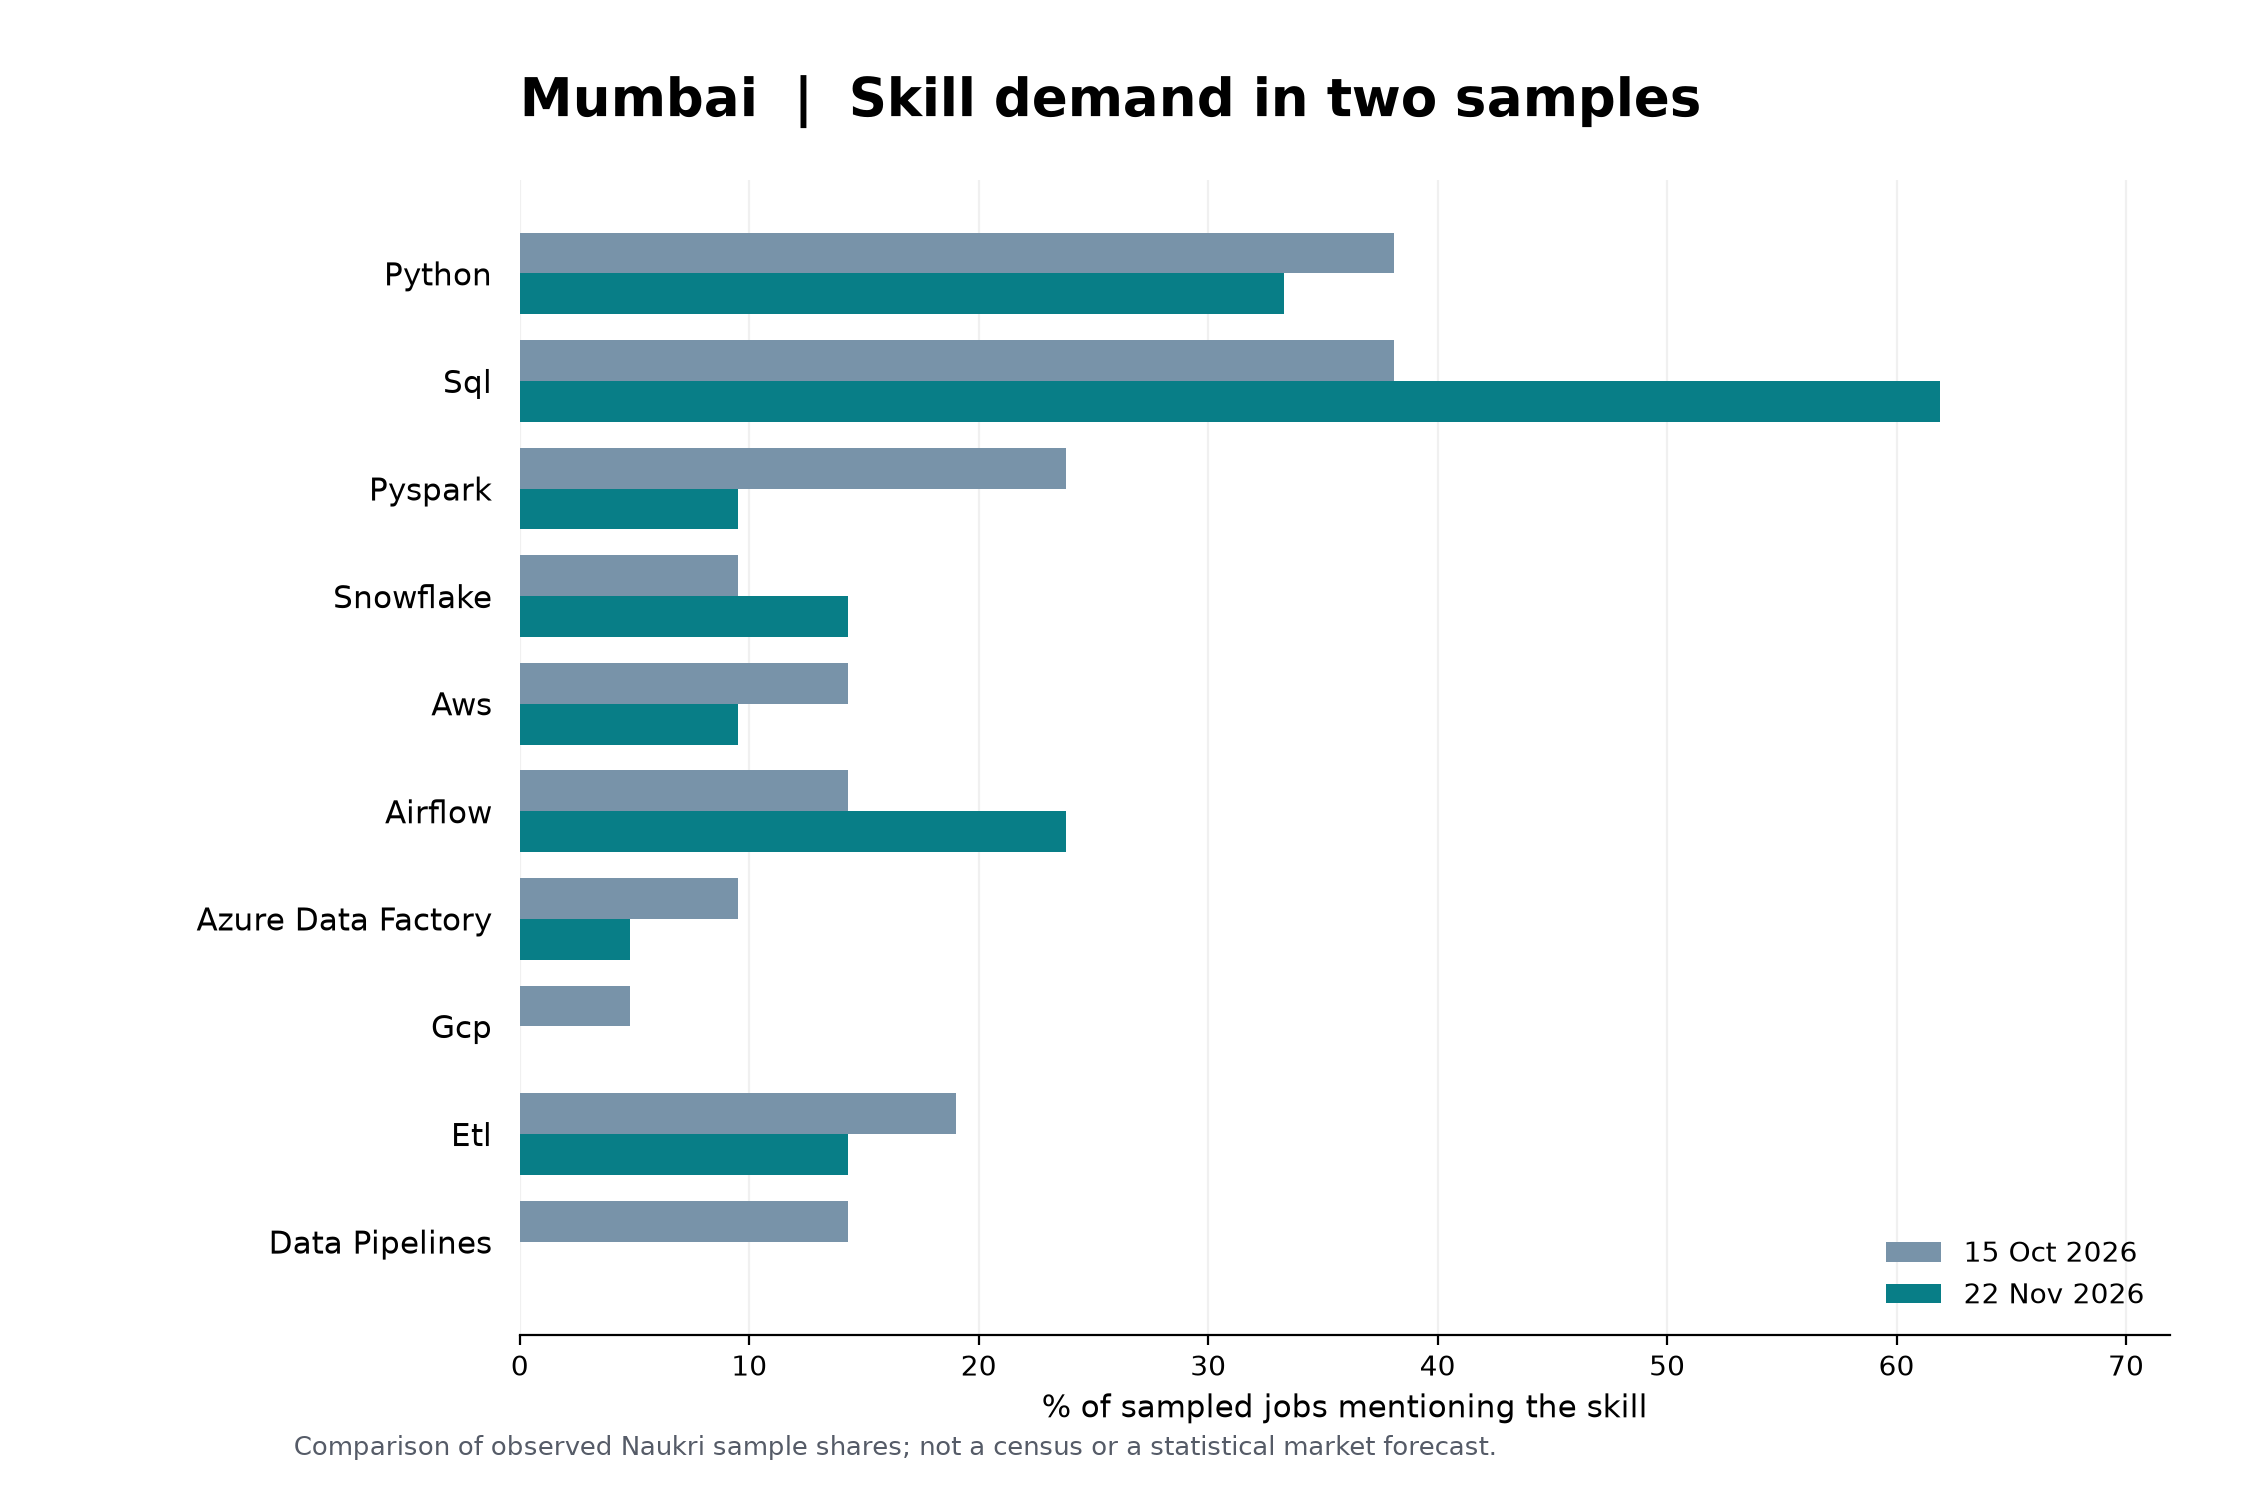 Mumbai | Skill demand in two samples
Python
Sql
Pyspark
Snowflake
Aws
Airflow
Azure Data Factory
Gcp
Etl
Data Pipelines
15 Oct 2026
22 Nov 2026
0 10 20 30 40 50 60 70
% of sampled jobs mentioning the skill
Comparison of observed Naukri sample shares; not a census or a statistical market forecast.